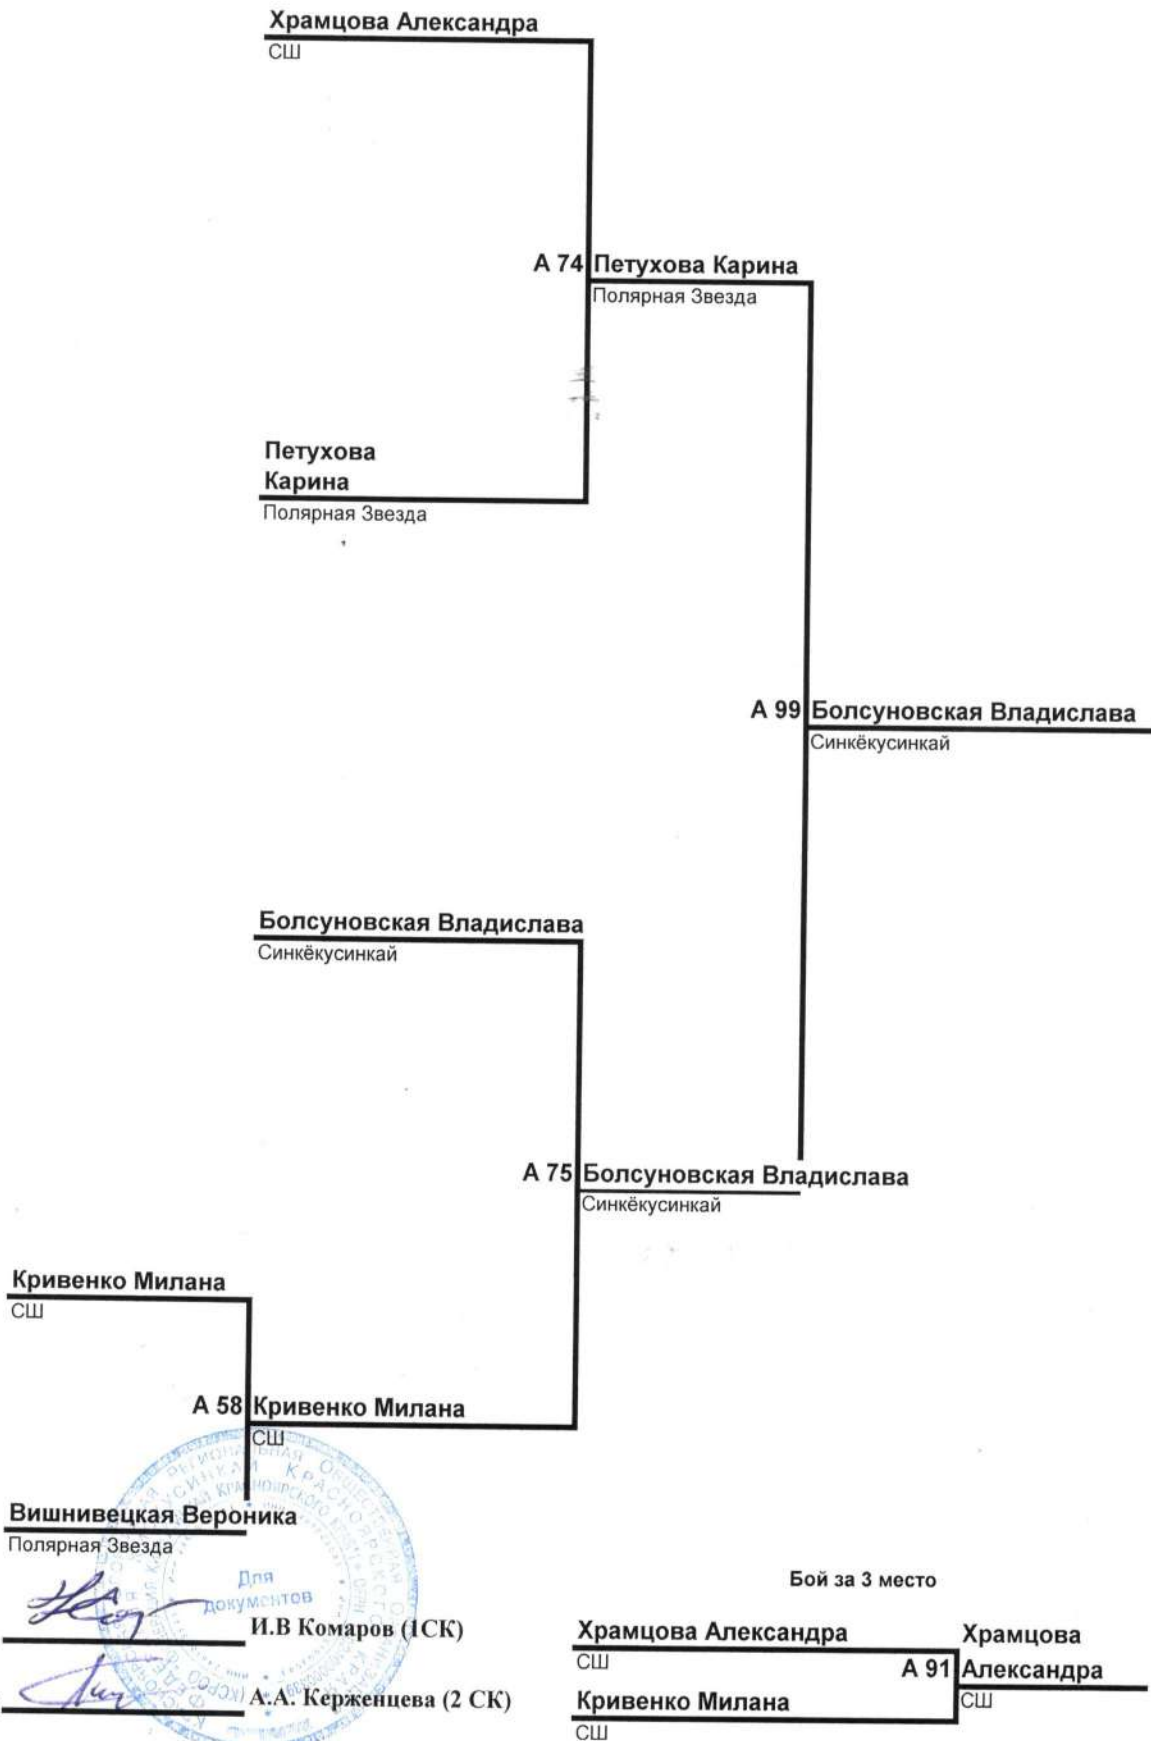 Храмцова Александра
СШ
А 74 Петухова Карина
Полярная Звезда
Петухова
Карина
Полярная Звезда
А 99 Болсуновская Владислава
Синкёкусинкай
Болсуновская Владислава
Синкёкусинкай
А 75 Болсуновская Владислава
Синкёкусинкай
Кривенко Милана
СШ
А 58 Кривенко Милана
СШ
Вишнивецкая Вероника
Полярная Звезда
Для
документов
И.В Комаров (1СК)
А.А. Керженцева (2 СК)
Бой за 3 место
Храмцова Александра
СШ
Кривенко Милана
СШ
А 91
Храмцова
Александра
СШ